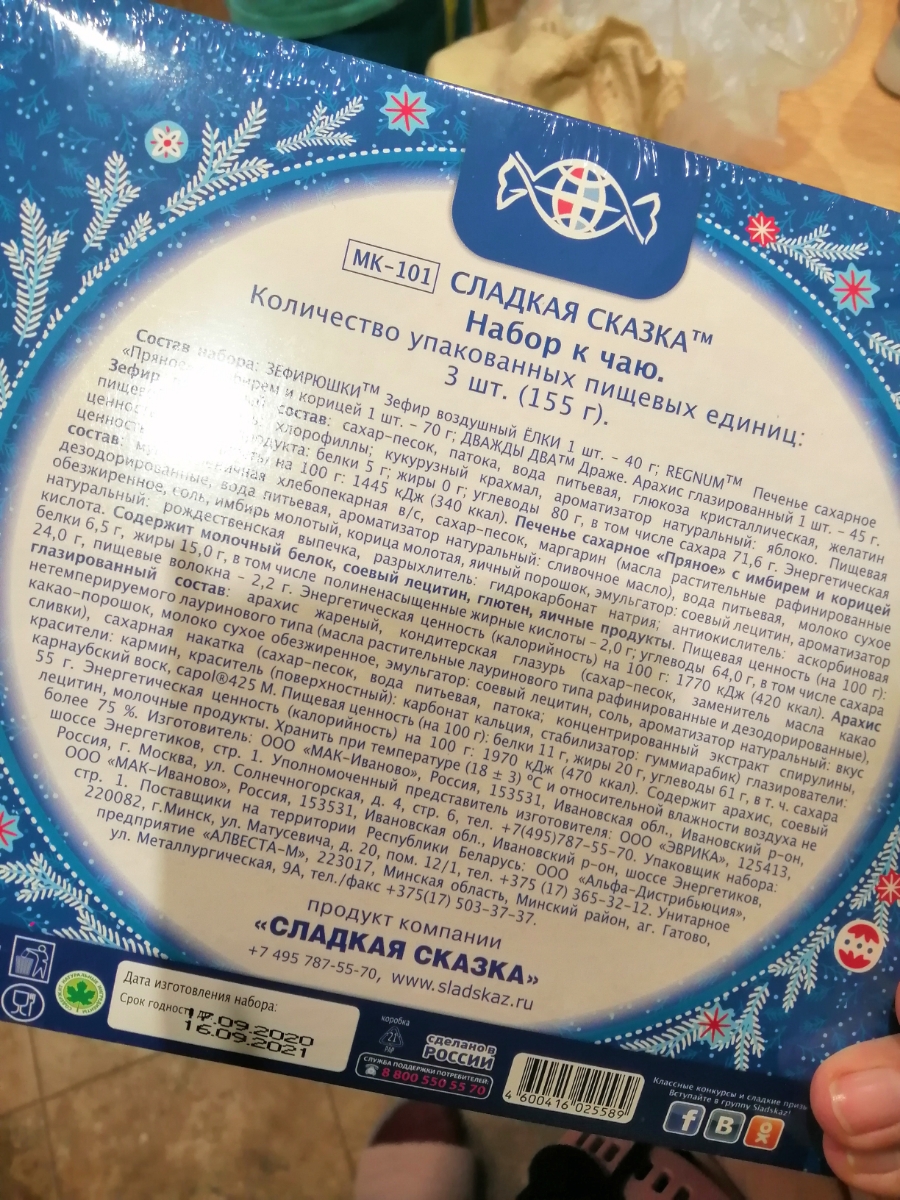 МК-101 СЛАДКАЯ СКАЗКА™
Набор к чаю.
Количество упакованных пищевых единиц:
3 шт. (155 г).
Состав набора: ЗЕФИРЮШКИ™ Зефир воздушный ЁЛКИ 1 шт. – 40 г; REGNUM™ Печенье сахарное
«Пряное» с имбирем и корицей 1 шт. – 70 г; ДВАЖДЫ ДВА™ Драже. Арахис глазированный 1 шт. – 45 г.
Зефир состав: сахар-песок, патока, вода питьевая, глюкоза кристаллическая, желатин
пищевой хлорофиллы; кукурузный крахмал, ароматизатор натуральный: яблоко. Пищевая
ценность продукта: белки 5 г; жиры 0 г; углеводы 80 г, в том числе сахара 71,6 г. Энергетическая
ценность на 100 г: 1445 кДж (340 ккал). Печенье сахарное «Пряное» с имбирем и корицей
состав: мука пшеничная хлебопекарная в/с, сахар-песок, маргарин (масла растительные рафинированные
дезодорированные, вода питьевая, ароматизатор натуральный: сливочное масло), вода питьевая, молоко сухое
обезжиренное, соль, имбирь молотый, корица молотая, яичный порошок, эмульгатор: соевый лецитин, ароматизатор
натуральный: рождественская выпечка, разрыхлитель: гидрокарбонат натрия; антиокислитель: аскорбиновая
кислота. Содержит молочный белок, соевый лецитин, глютен, яичные продукты. Пищевая ценность (на 100 г):
белки 6,5 г, жиры 15,0 г, в том числе полиненасыщенные жирные кислоты – 2,0 г; углеводы 64,0 г, в том числе сахара
24,0 г, пищевые волокна – 2,2 г. Энергетическая ценность (калорийность) на 100 г: 1770 кДж (420 ккал). Арахис
глазированный состав: арахис жареный, кондитерская глазурь (сахар-песок, заменитель масла какао
нетемперируемого лауринового типа (масла растительные лауринового типа рафинированные и дезодорированные),
какао-порошок, молоко сухое обезжиренное, эмульгатор: соевый лецитин, соль, ароматизатор натуральный: вкус
сливки), сахарная накатка (сахар-песок, вода питьевая, патока; концентрированный экстракт спирулины,
красители: кармин, краситель (поверхностный): карбонат кальция, стабилизатор: гуммиарабик) глазирователи:
карнаубский воск, capol®425 М. Пищевая ценность (на 100 г): белки 11 г, жиры 20 г, углеводы 61 г, в т. ч. сахара
55 г. Энергетическая ценность (калорийность) на 100 г: 1970 кДж (470 ккал). Содержит арахис, соевый
лецитин, молочные продукты. Хранить при температуре (18 ± 3) °С и относительной влажности воздуха не
более 75 %. Изготовитель: ООО «МАК-Иваново», Россия, 153531, Ивановская обл., Ивановский р-он,
шоссе Энергетиков, стр. 1. Уполномоченный представитель изготовителя: ООО «ЭВРИКА», 125413,
Россия, г. Москва, ул. Солнечногорская, д. 4, стр. 6, тел. +7(495)787-55-70. Упаковщик набора:
ООО «МАК-Иваново», Россия, 153531, Ивановская обл., Ивановский р-он, шоссе Энергетиков,
стр. 1. Поставщики на территории Республики Беларусь: ООО «Альфа-Дистрибьюция»,
220082, г.Минск, ул. Матусевича, д. 20, пом. 12/1, тел. +375 (17) 365-32-12. Унитарное
предприятие «АЛВЕСТА-М», 223017, Минская область, Минский район, аг. Гатово,
ул. Металлургическая, 9А, тел./факс +375(17) 503-37-37.
продукт компании
«СЛАДКАЯ СКАЗКА»
+7 495 787-55-70, www.sladskaz.ru
Дата изготовления набора:
Срок годности
17.09.2020
16.09.2021
коробка
21
PAP
сделано в
РОССИИ
СЛУЖБА ПОДДЕРЖКИ ПОТРЕБИТЕЛЕЙ:
8 800 550 55 70
4 600416 025589
Классные конкурсы и сладкие призы
Вступайте в группу Sladskaz!